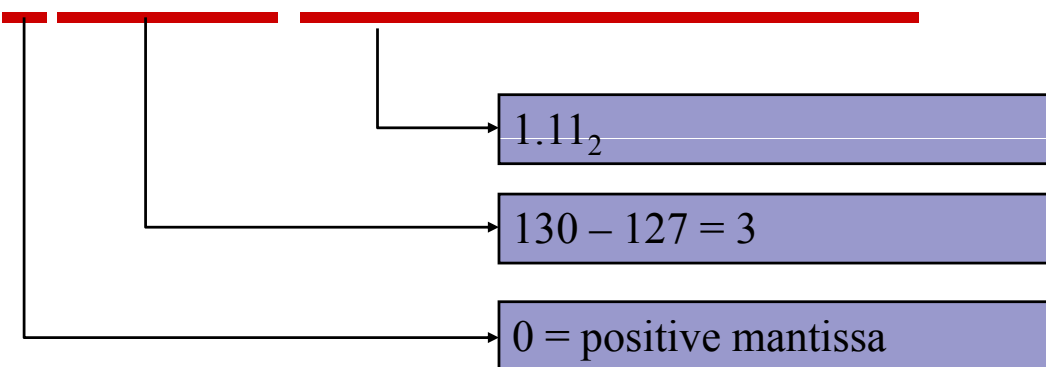 1.11₂
130 – 127 = 3
0 = positive mantissa